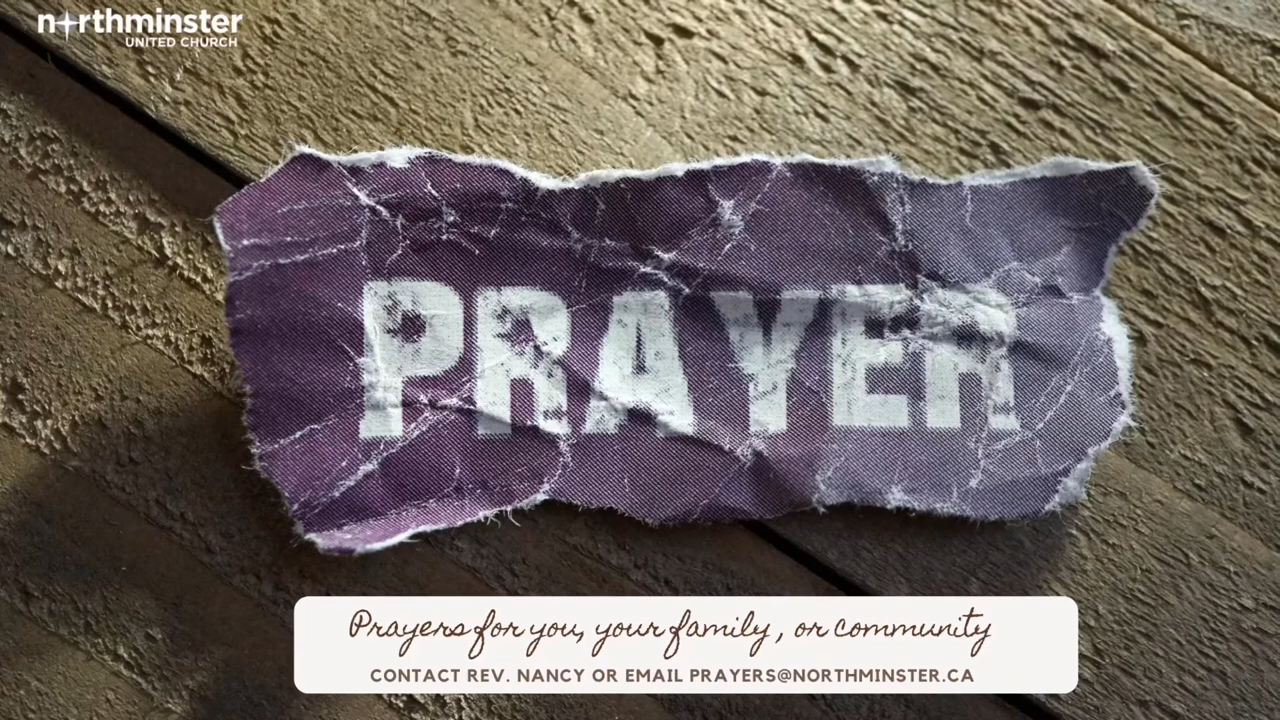 northminster
UNITED CHURCH
PRAYER
Prayers for you, your family, or community
CONTACT REV. NANCY OR EMAIL PRAYERS@NORTHMINSTER.CA